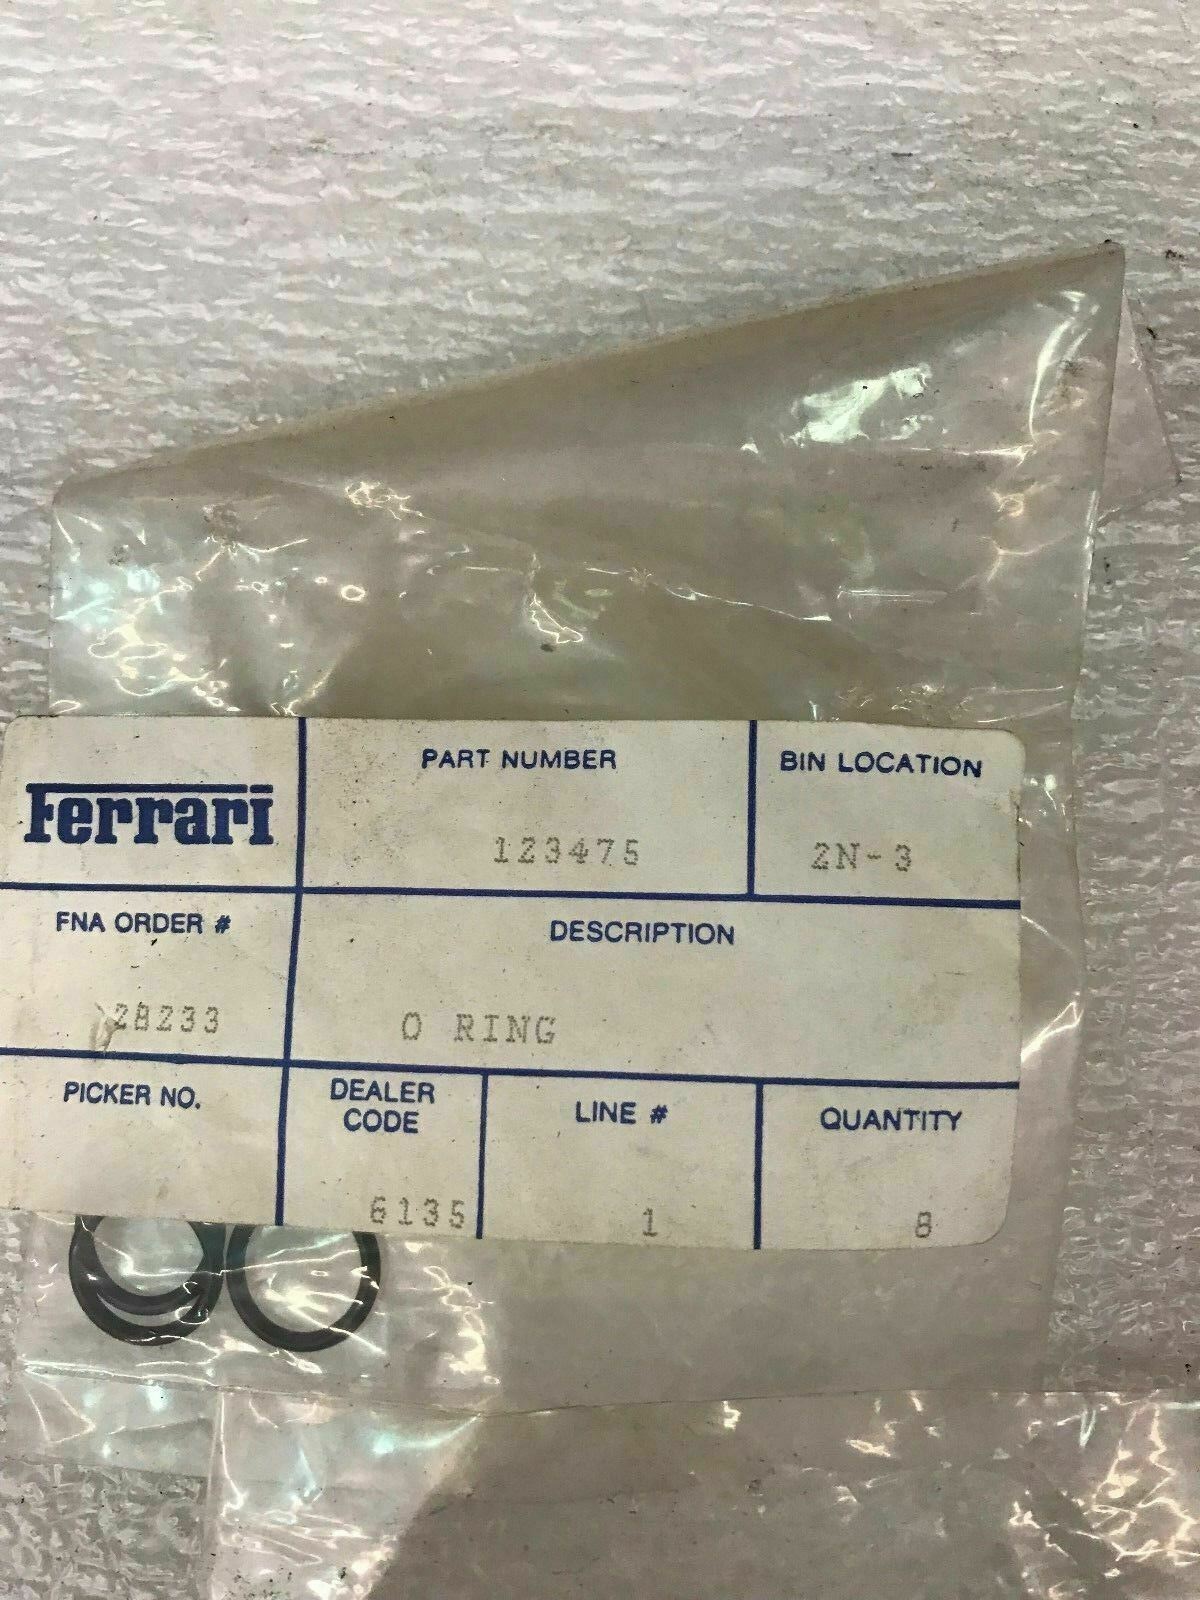 Ferrari
PART NUMBER
123475
BIN LOCATION
2N-3
FNA ORDER #
28233
DESCRIPTION
O RING
PICKER NO.
DEALER
CODE
6135
LINE #
1
QUANTITY
8